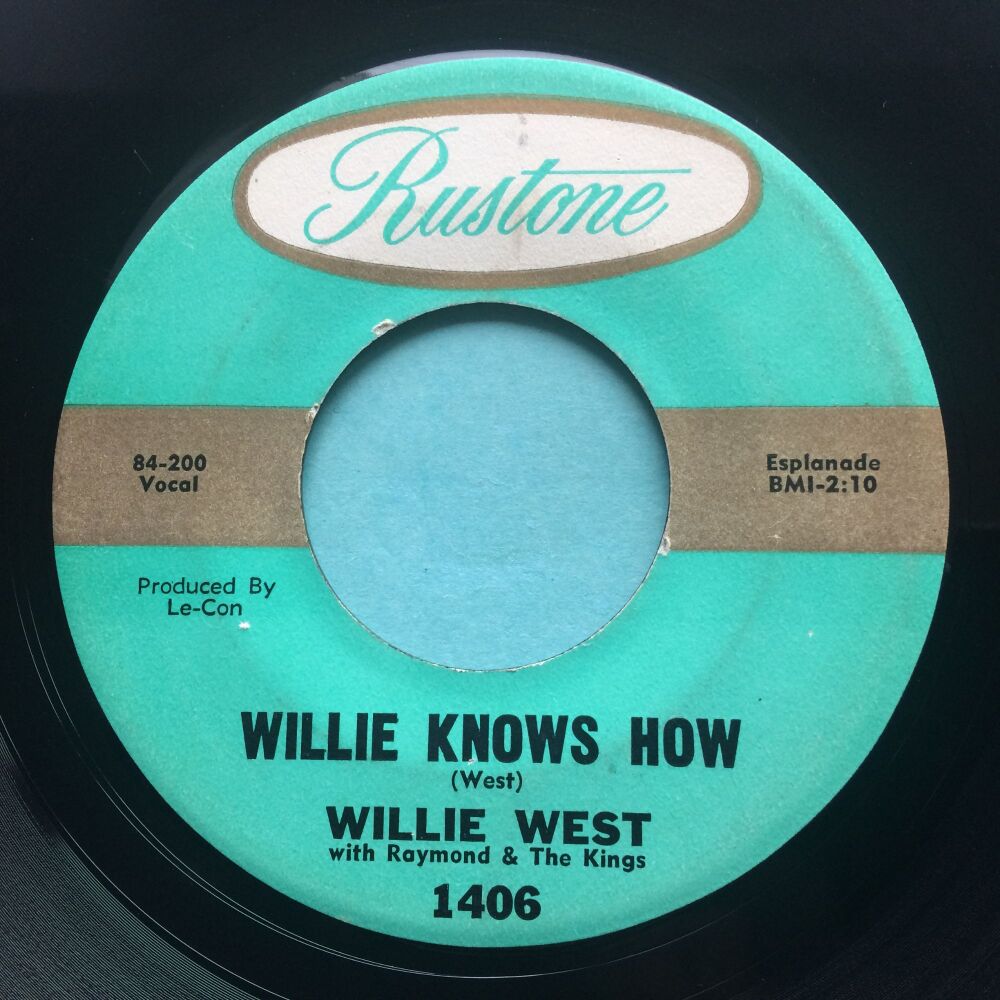 Rustone
84-200
Vocal
Esplanade
BMI-2:10
Produced By
Le-Con
WILLIE KNOWS HOW
(West)
WILLIE WEST
with Raymond & The Kings
1406